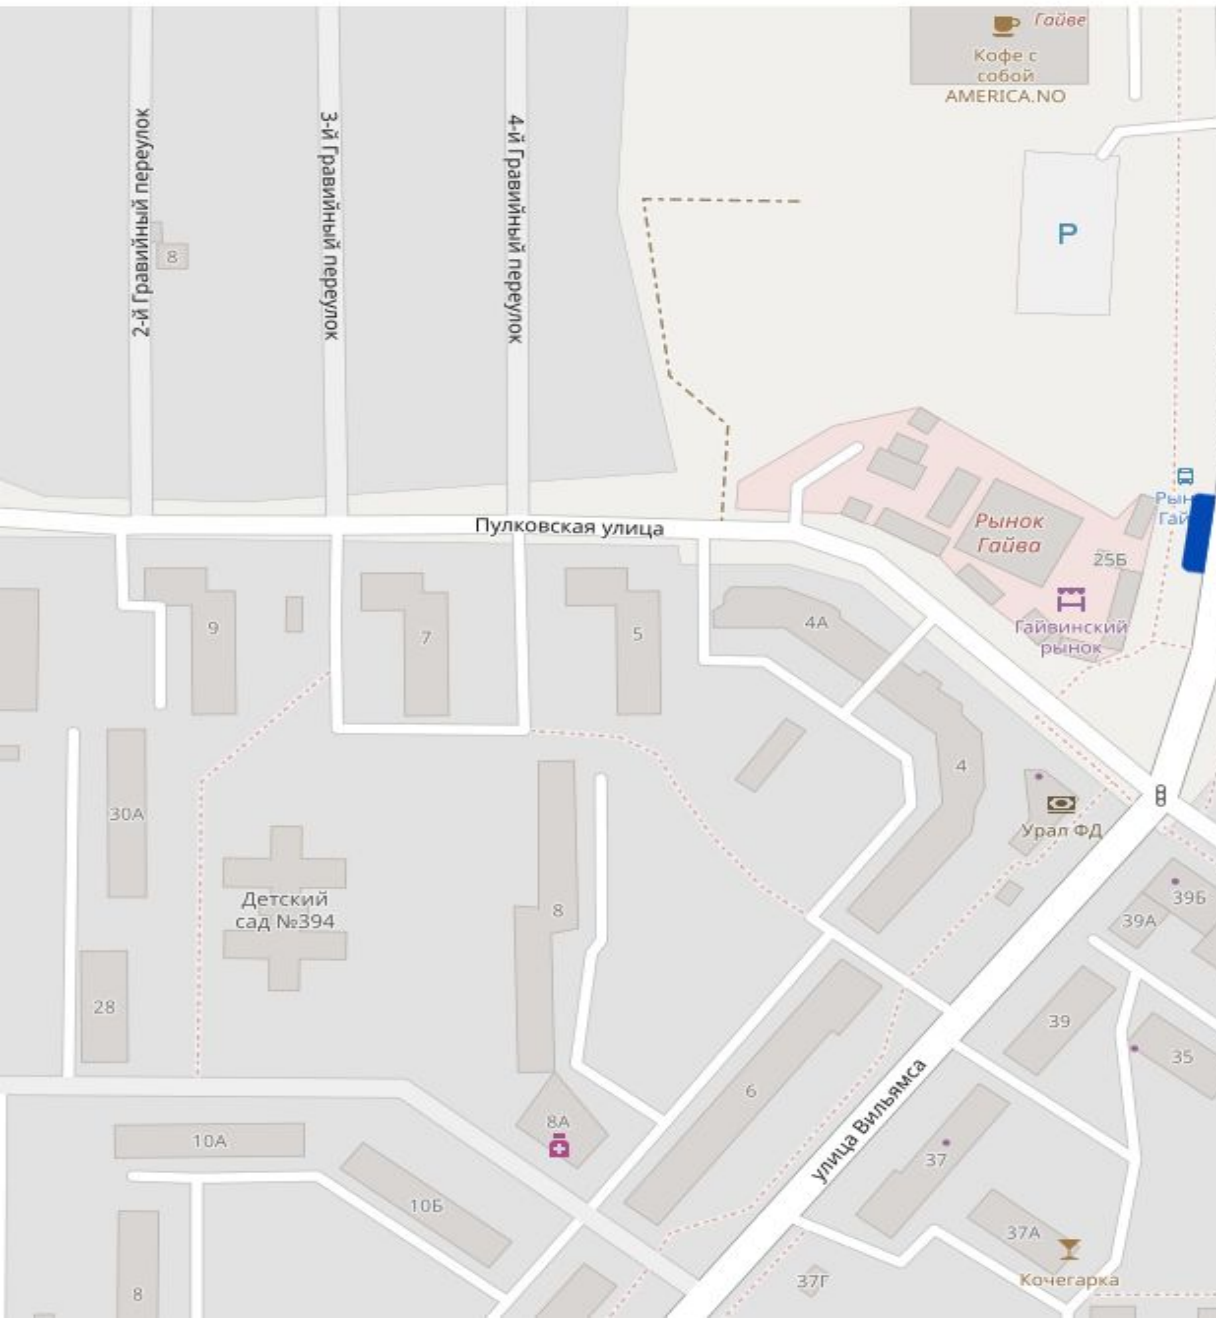 Гайве
Кофе с
собой
AMERICA.NO
2-й Гравийный переулок
3-й Гравийный переулок
4-й Гравийный переулок
8
P
Пулковская улица
Рынок
Гайва
25Б
Гайвинский
рынок
9
7
5
4А
4
30А
Урал ФД
Детский
сад №394
8
39Б
39А
28
39
35
6
улица Вильямса
8А
10А
37
10Б
37А
Кочегарка
37Г
8